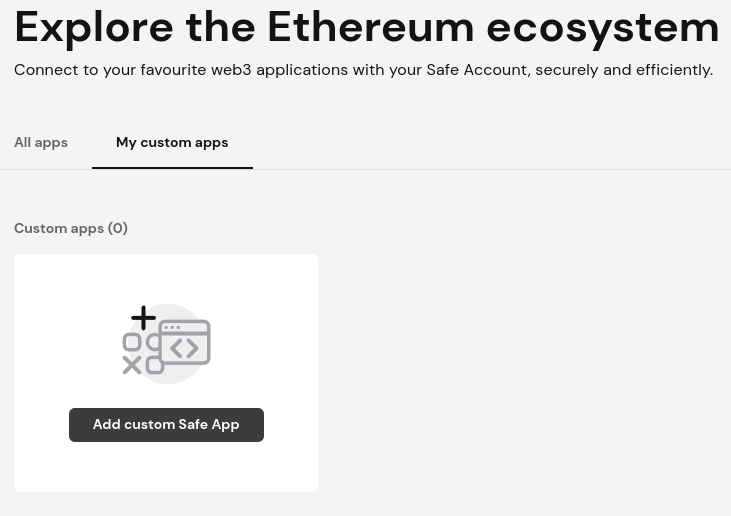 Explore the Ethereum ecosystem
Connect to your favourite web3 applications with your Safe Account, securely and efficiently.
All apps
My custom apps
Custom apps (0)
Add custom Safe App